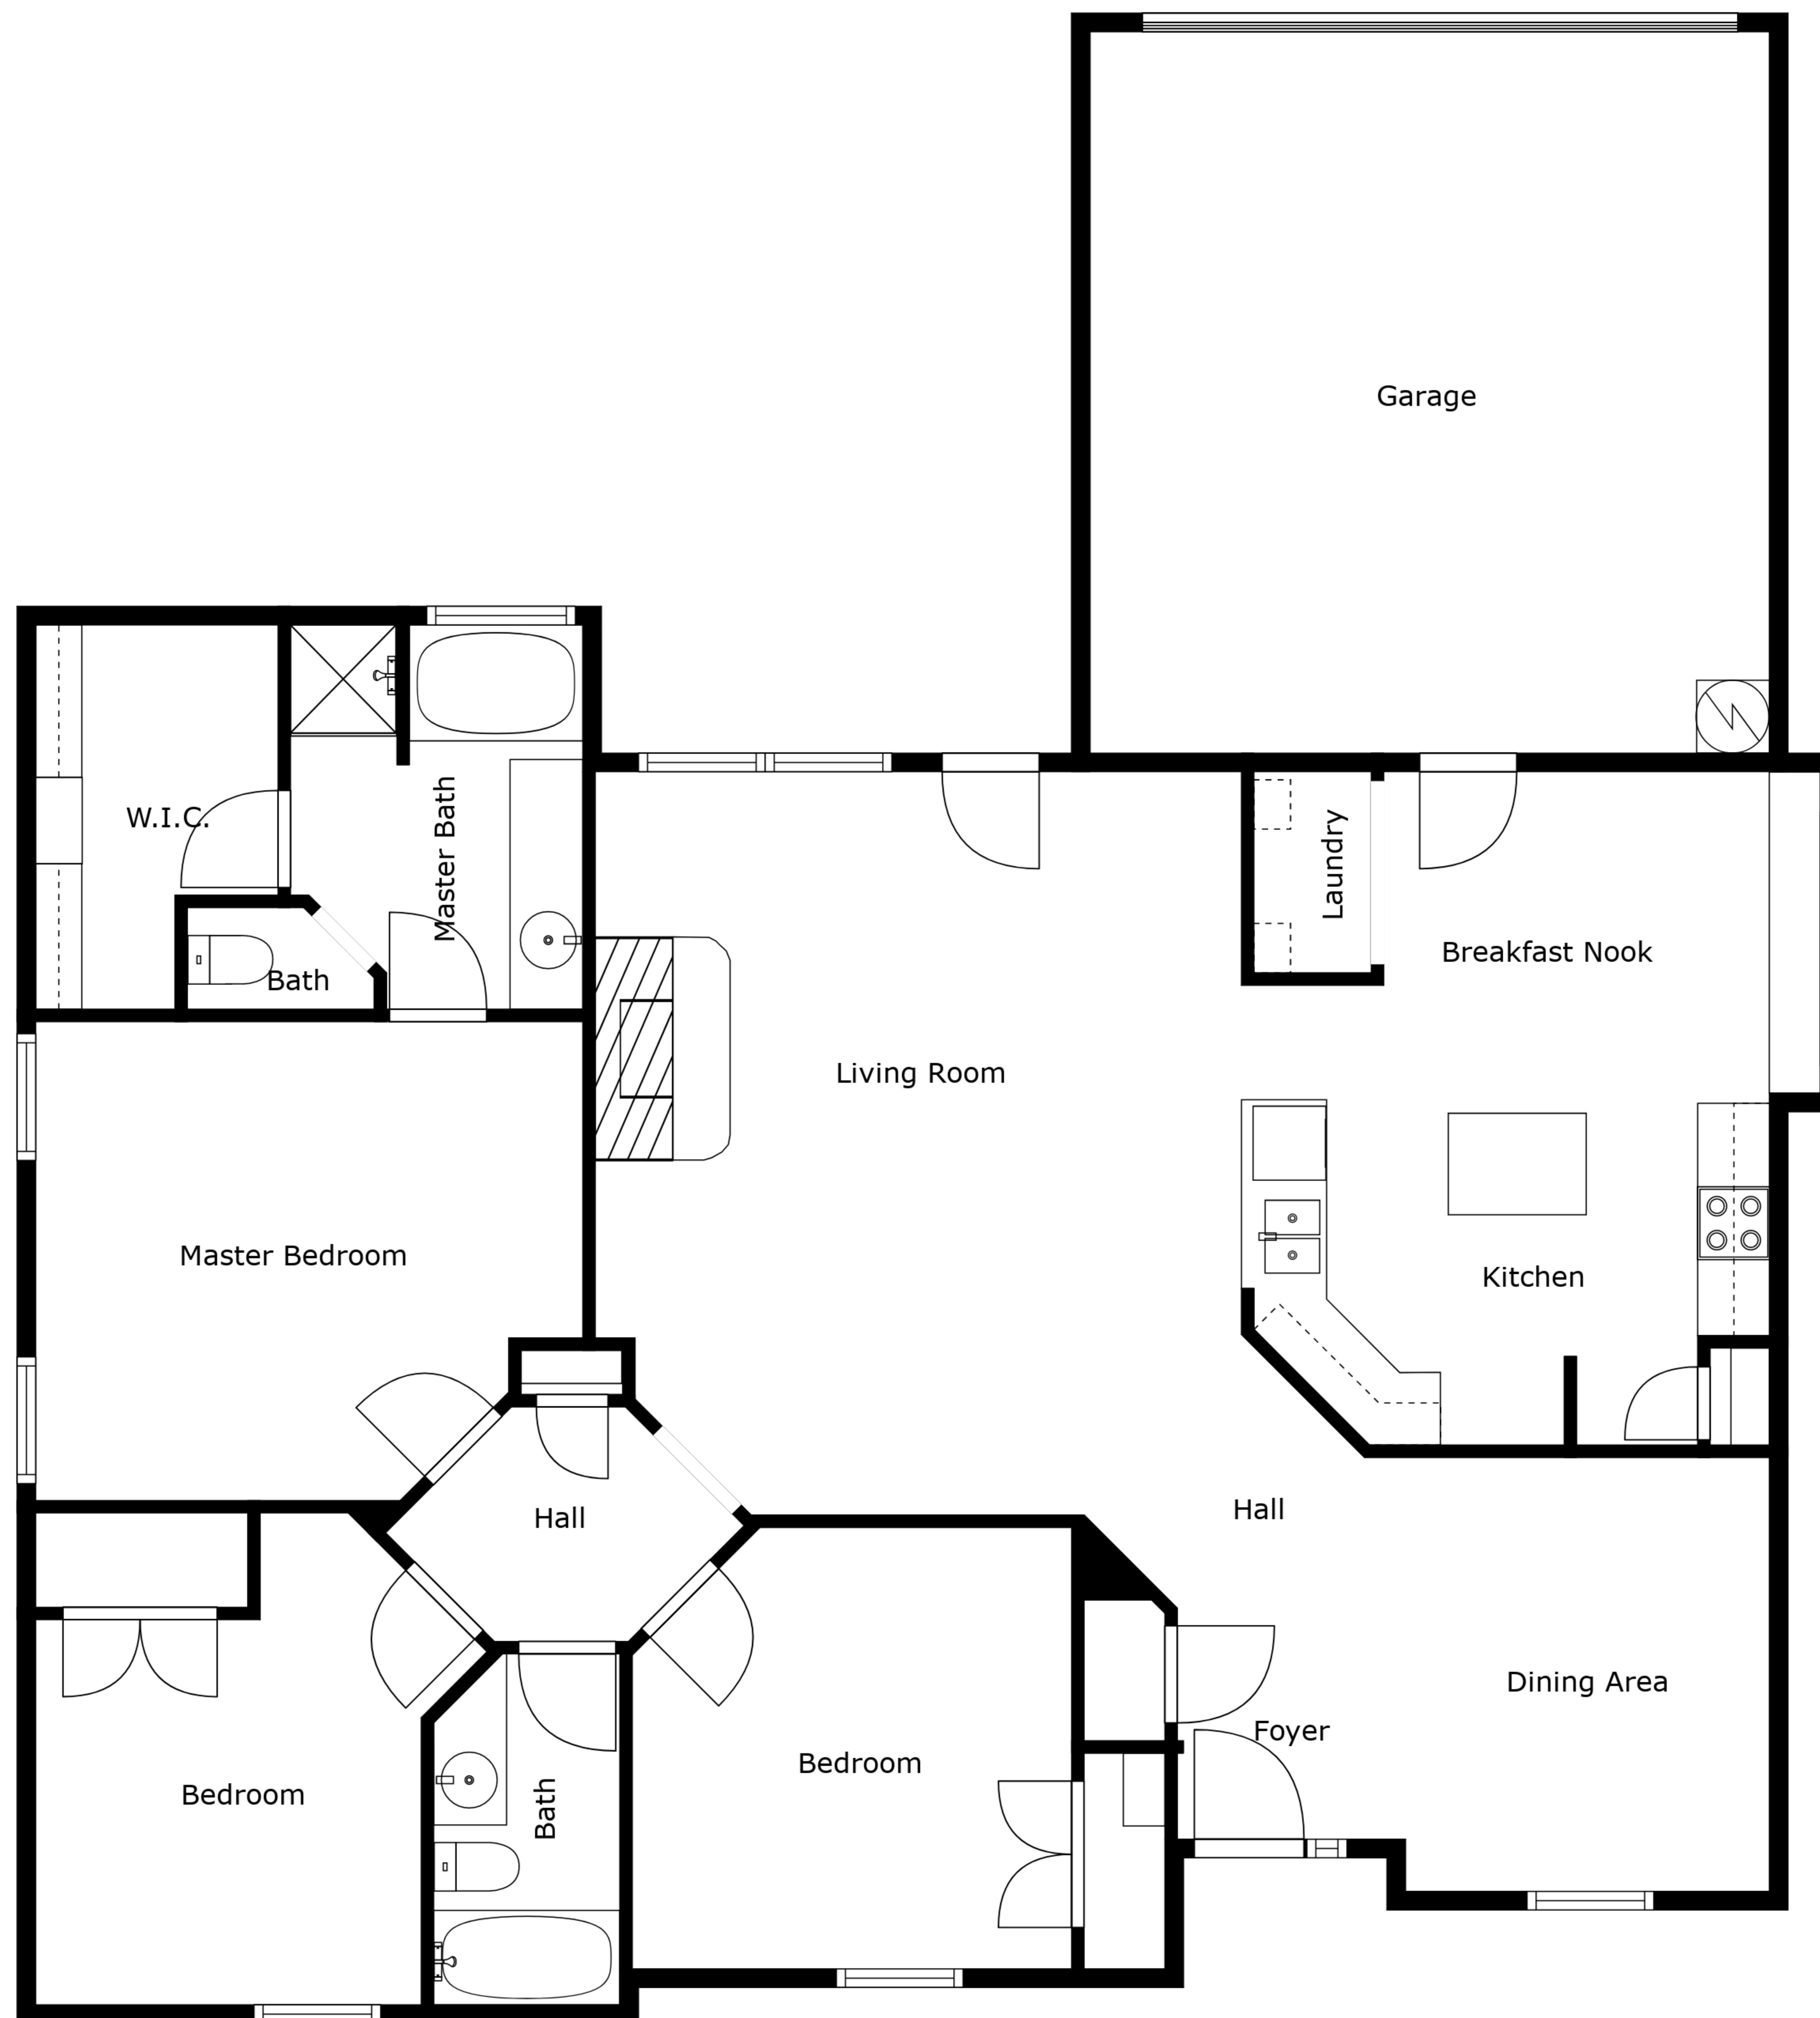 Garage
W.I.C.
Master Bath
Laundry
Breakfast Nook
Bath
Living Room
Master Bedroom
Kitchen
Hall
Hall
Dining Area
Foyer
Bedroom
Bedroom
Bath